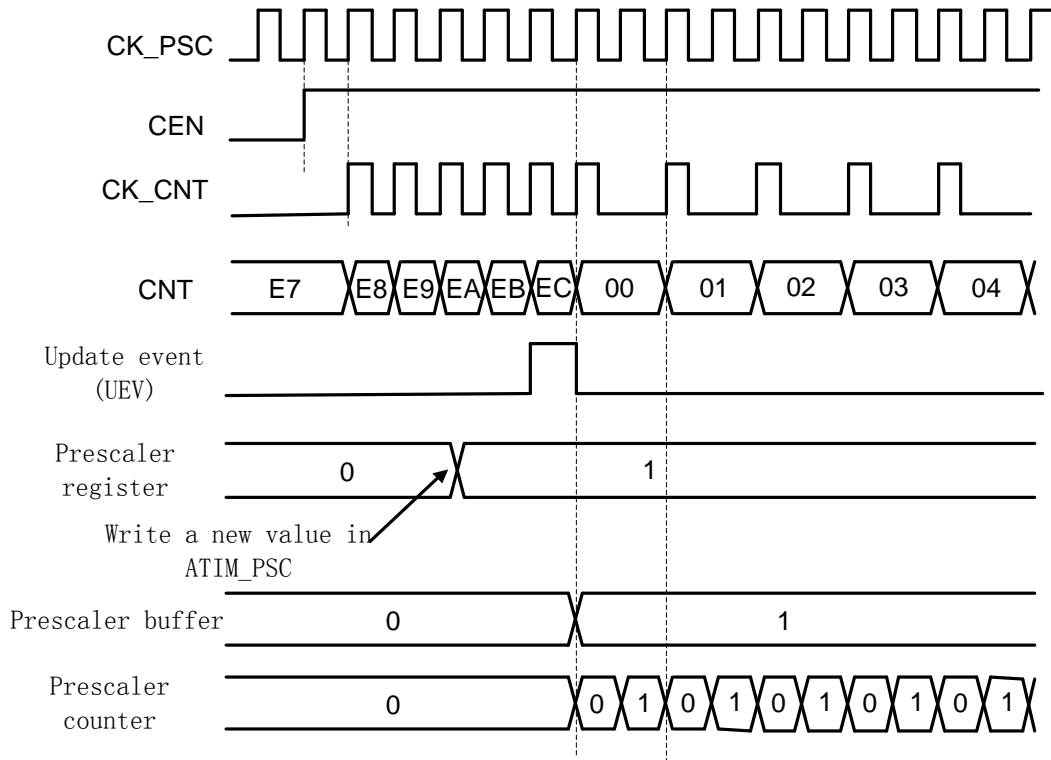 CK_PSC
CEN
CK_CNT
CNT E7 E8 E9 EA EB EC 00 01 02 03 04
Update event
(UEV)
Prescaler
register
0 1
Write a new value in
ATIM_PSC
Prescaler buffer 0 1
Prescaler
counter
0 0 1 0 1 0 1 0 1 0 1